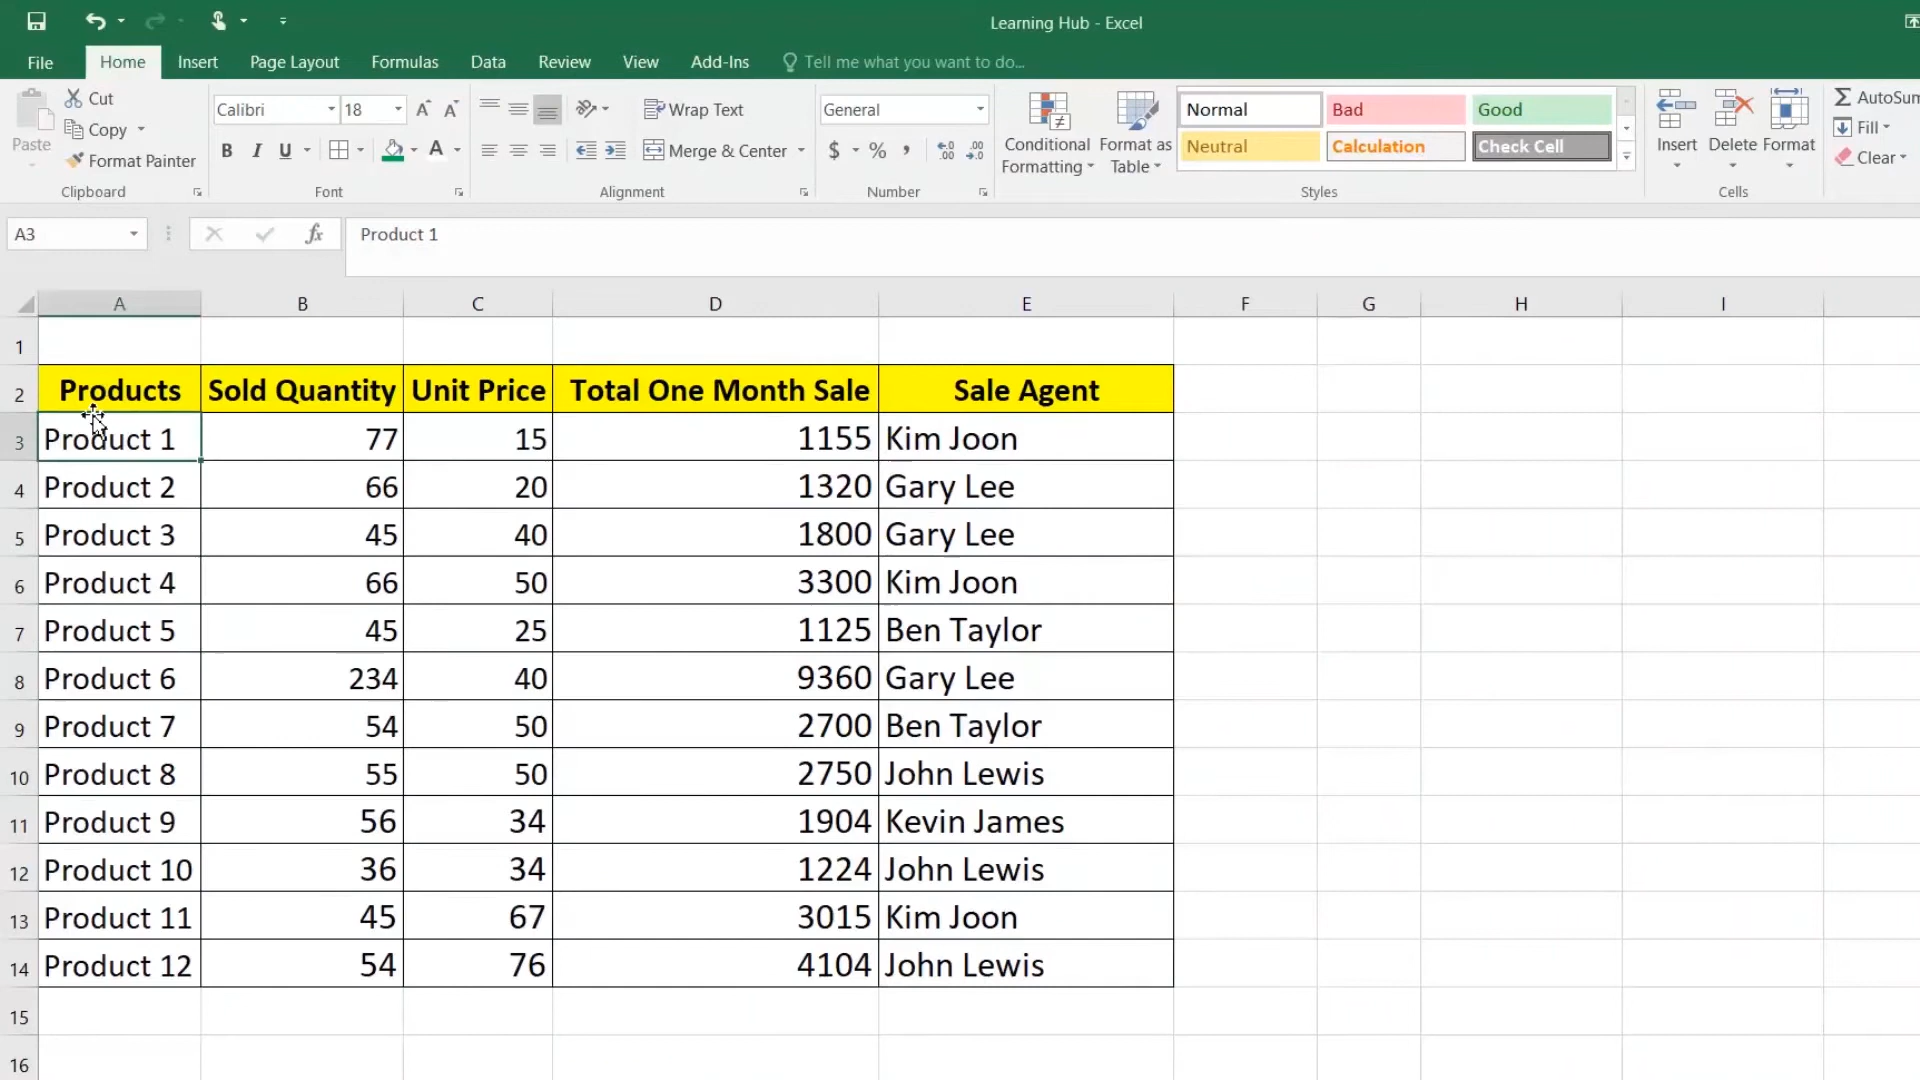 Learning Hub - Excel
File Home Insert Page Layout Formulas Data Review View Add-Ins Tell me what you want to do...
Paste
Cut
Copy
Format Painter
Clipboard
Calibri 18
B I U A
Font
Wrap Text
Merge & Center
Alignment
General
$ % ,
Number
Conditional Formatting
Format as Table
Normal Bad Good
Neutral Calculation Check Cell
Styles
Insert Delete Format
Cells
AutoSum
Fill
Clear
A3 fx Product 1
A B C D E F G H I
1
2 Products Sold Quantity Unit Price Total One Month Sale Sale Agent
3 Product 1 77 15 1155 Kim Joon
4 Product 2 66 20 1320 Gary Lee
5 Product 3 45 40 1800 Gary Lee
6 Product 4 66 50 3300 Kim Joon
7 Product 5 45 25 1125 Ben Taylor
8 Product 6 234 40 9360 Gary Lee
9 Product 7 54 50 2700 Ben Taylor
10 Product 8 55 50 2750 John Lewis
11 Product 9 56 34 1904 Kevin James
12 Product 10 36 34 1224 John Lewis
13 Product 11 45 67 3015 Kim Joon
14 Product 12 54 76 4104 John Lewis
15
16